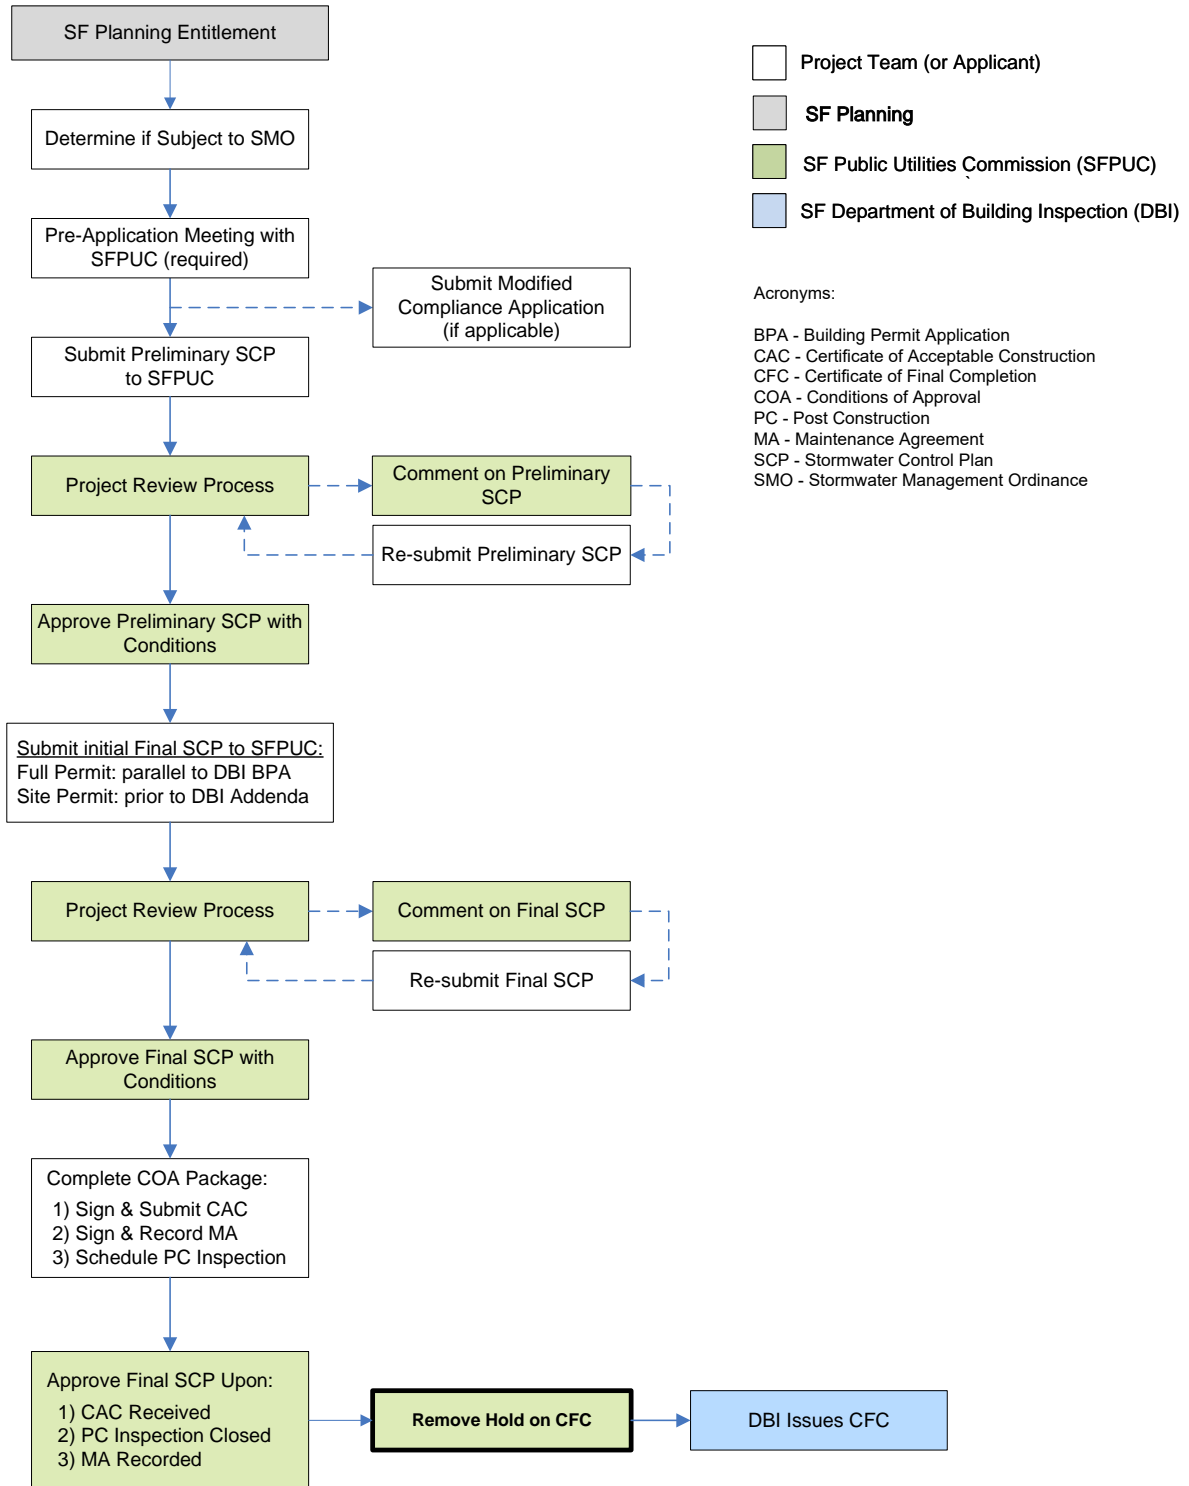 SF Planning Entitlement
Determine if Subject to SMO
Pre-Application Meeting with
SFPUC (required)
Submit Modified
Compliance Application
(if applicable)
Submit Preliminary SCP
to SFPUC
Project Review Process
Comment on Preliminary
SCP
Re-submit Preliminary SCP
Approve Preliminary SCP with
Conditions
Submit initial Final SCP to SFPUC:
Full Permit: parallel to DBI BPA
Site Permit: prior to DBI Addenda
Project Review Process
Comment on Final SCP
Re-submit Final SCP
Approve Final SCP with
Conditions
Complete COA Package:
1) Sign & Submit CAC
2) Sign & Record MA
3) Schedule PC Inspection
Approve Final SCP Upon:
1) CAC Received
2) PC Inspection Closed
3) MA Recorded
Remove Hold on CFC
DBI Issues CFC
Project Team (or Applicant)
SF Planning
SF Public Utilities Commission (SFPUC)
`
SF Department of Building Inspection (DBI)
Acronyms:
BPA - Building Permit Application
CAC - Certificate of Acceptable Construction
CFC - Certificate of Final Completion
COA - Conditions of Approval
PC - Post Construction
MA - Maintenance Agreement
SCP - Stormwater Control Plan
SMO - Stormwater Management Ordinance